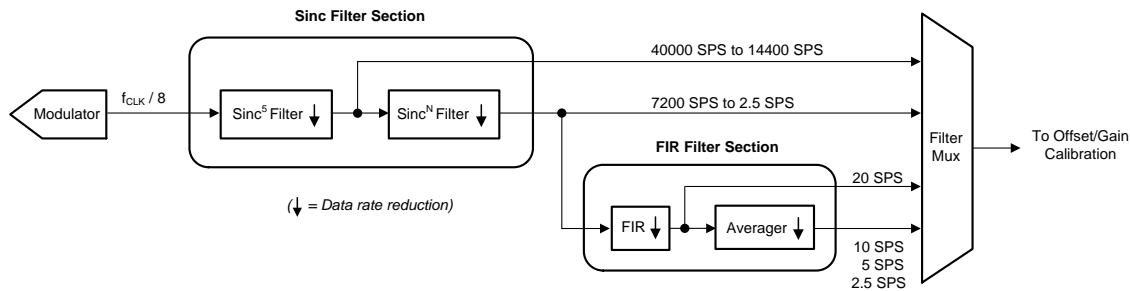 Sinc Filter Section
40000 SPS to 14400 SPS
Modulator
fCLK / 8
Sinc5 Filter
SincN Filter
7200 SPS to 2.5 SPS
Filter
Mux
To Offset/Gain
Calibration
FIR Filter Section
20 SPS
(↓ = Data rate reduction)
FIR
Averager
10 SPS
5 SPS
2.5 SPS